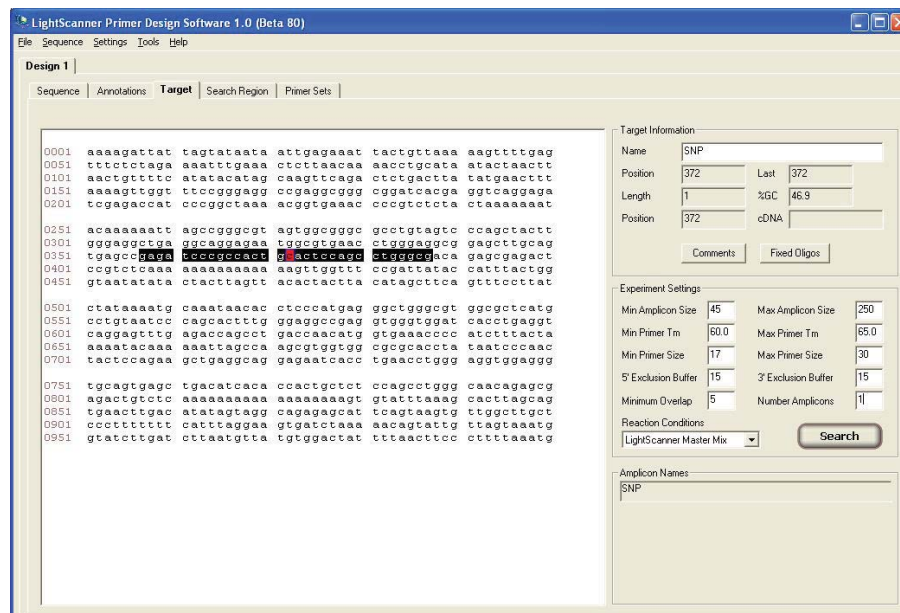 LightScanner Primer Design Software 1.0 (Beta 80)
File Sequence Settings Tools Help
Design 1
Sequence Annotations Target Search Region Primer Sets
0001 aaaagattat tagtataata attgagaaat tactgttaaa aagttttgag
0051 tttctctaga aaatttgaaa ctcttaacaa aacctgcata atactaactt
0101 aactgttttc atatacatag caagttcaga ctctgactta tatgaacttt
0151 aaaagttggt ttccgggagg ccgaggcggg cggatcacga ggtcaggaga
0201 tcgagaccat cccggctaaa acggtgaaac cccgtctcta ctaaaaaaat
0251 acaaaaaatt agccgggcgt agtggcgggc gcctgtagtc ccagctactt
0301 gggaggctga ggcaggagaa tggcgtgaac ctgggaggcg gagcttgcag
0351 tgagccgaga tcccgccact gcactccagc ctgggcgaca gagcgagact
0401 ccgtctcaaa aaaaaaaaaa aagttggttt ccgattatac catttactgg
0451 gtaatatata ctacttagtt acactactta catagcttca gtttccttat
0501 ctataaaatg caaataacac ctcccatgag ggctgggcgt ggcgctcatg
0551 cctgtaatcc cagcactttg ggaggccgag gtgggtggat cacctgaggt
0601 caggagtttg agaccagcct gaccaacatg gtgaaacccc atctttacta
0651 aaaatacaaa aaattagcca agcgtggtgg cgcgcaccta taatcccaac
0701 tactccagaa gctgaggcag gagaatcacc tgaacctggg aggtggaggg
0751 tgcagtgagc tgacatcaca ccactgctct ccagcctggg caacagagcg
0801 agactgtctc aaaaaaaaaa aaaaaaaagt gtatttaaag cacttagcag
0851 tgaacttgac atatagtagg cagagagcat tcagtaagtg ttggcttgct
0901 cccttttttt catttaggaa gtgatctaaa aacagtattg ttagtaaatg
0951 gtatcttgat cttaatgtta tgtggactat tttaacttcc ctttttaaatg
Target Information
Name SNP
Position 372 Last 372
Length 1 %GC 46.9
Position 372 cDNA
Comments Fixed Oligos
Experiment Settings
Min Amplicon Size 45 Max Amplicon Size 250
Min Primer Tm 60.0 Max Primer Tm 65.0
Min Primer Size 17 Max Primer Size 30
5' Exclusion Buffer 15 3' Exclusion Buffer 15
Minimum Overlap 5 Number Amplicons 1
Reaction Conditions
LightScanner Master Mix Search
Amplicon Names
SNP